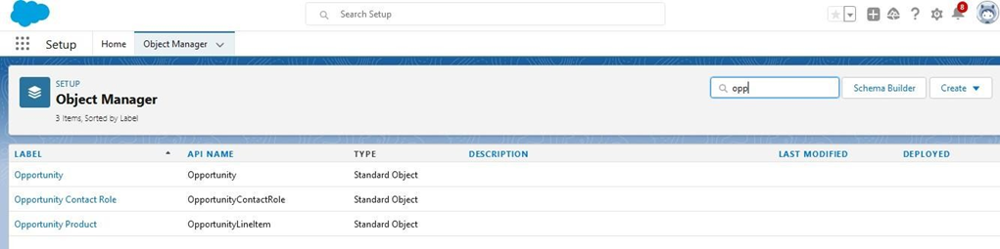 Search Setup
8
Setup Home Object Manager
SETUP
Object Manager
3 Items, Sorted by Label
opp
Schema Builder
Create
LABEL API NAME TYPE DESCRIPTION LAST MODIFIED DEPLOYED
Opportunity Opportunity Standard Object
Opportunity Contact Role OpportunityContactRole Standard Object
Opportunity Product OpportunityLineItem Standard Object